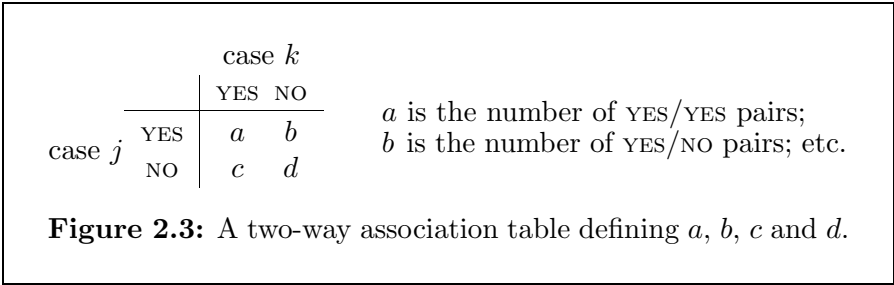 case k
YES NO
case j YES a b
NO c d
a is the number of YES/YES pairs;
b is the number of YES/NO pairs; etc.
Figure 2.3: A two-way association table defining a, b, c and d.